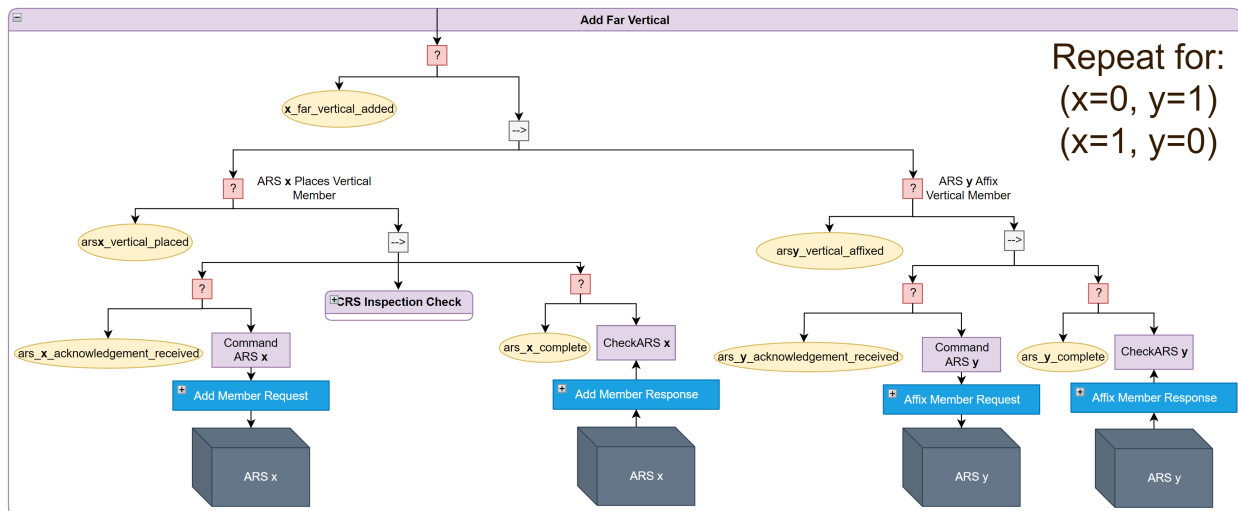 Add Far Vertical
?
Repeat for:
(x=0, y=1)
(x=1, y=0)
x_far_vertical_added
-->
?
ARS x Places Vertical
Member
?
ARS y Affix
Vertical Member
arsx_vertical_placed
-->
arsy_vertical_affixed
-->
?
CRS Inspection Check
?
?
?
ars_x_acknowledgement_received
Command
ARS x
ars_x_complete
CheckARS x
ars_y_acknowledgement_received
Command
ARS y
ars_y_complete
CheckARS y
Add Member Request
Add Member Response
Affix Member Request
Affix Member Response
ARS x
ARS x
ARS y
ARS y